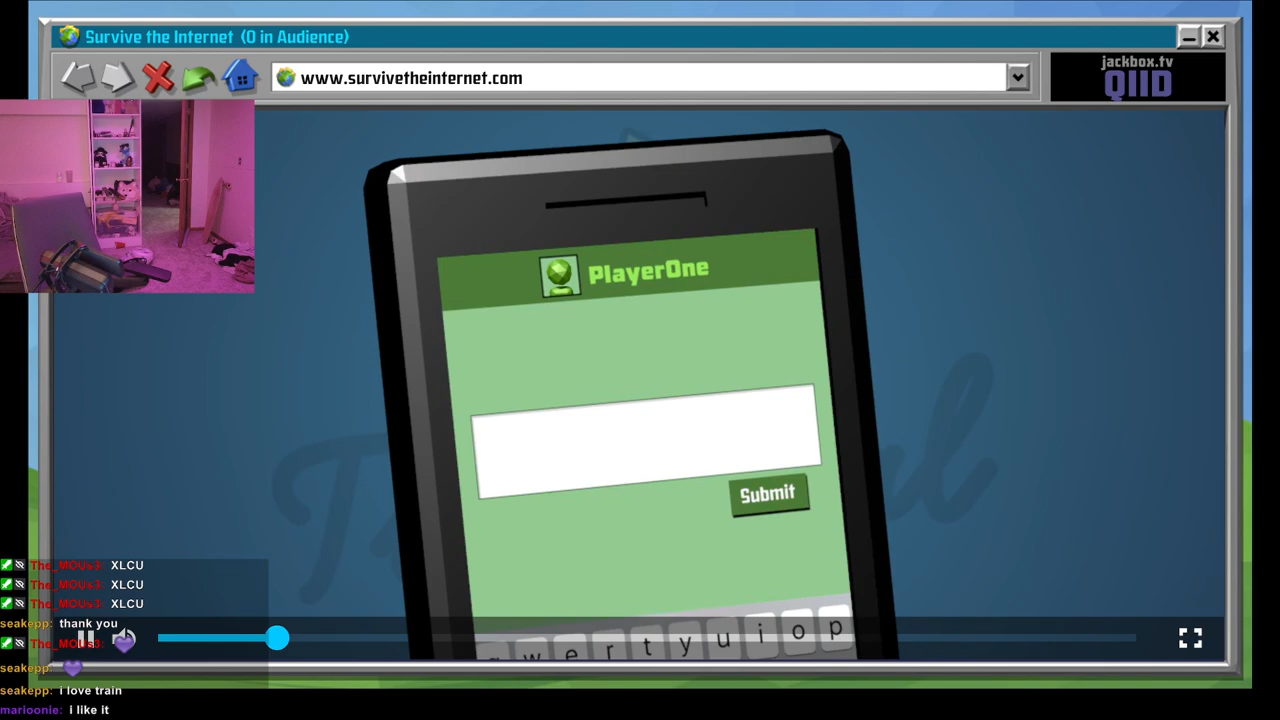 Survive the Internet (0 in Audience)
www.survivetheinternet.com
jackbox.tv
QIID
PlayerOne
Submit
w e r t y u i o p
The_MOUs3: XLCU
The_MOUs3: XLCU
The_MOUs3: XLCU
seakepp: thank you
The_MOUs3:
seakepp:
seakepp: i love train
marioonie: i like it